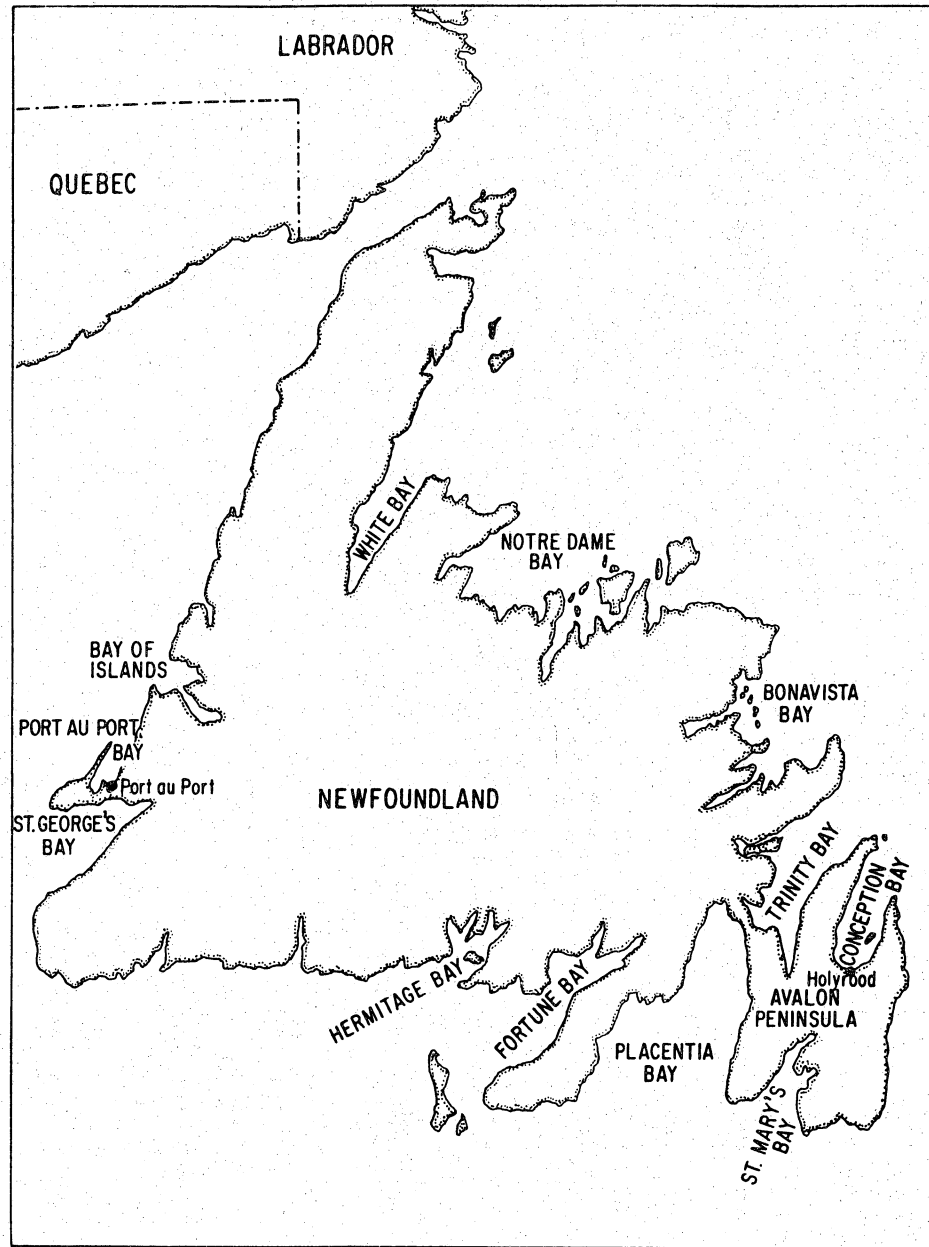 LABRADOR
QUEBEC
WHITE BAY
NOTRE DAME
BAY
BAY OF
ISLANDS
BONAVISTA
BAY
PORT AU PORT
BAY
Port au Port
NEWFOUNDLAND
ST. GEORGE'S
BAY
TRINITY BAY
CONCEPTION
BAY
Holyrood
HERMITAGE BAY
FORTUNE BAY
AVALON
PENINSULA
PLACENTIA
BAY
ST. MARY'S
BAY